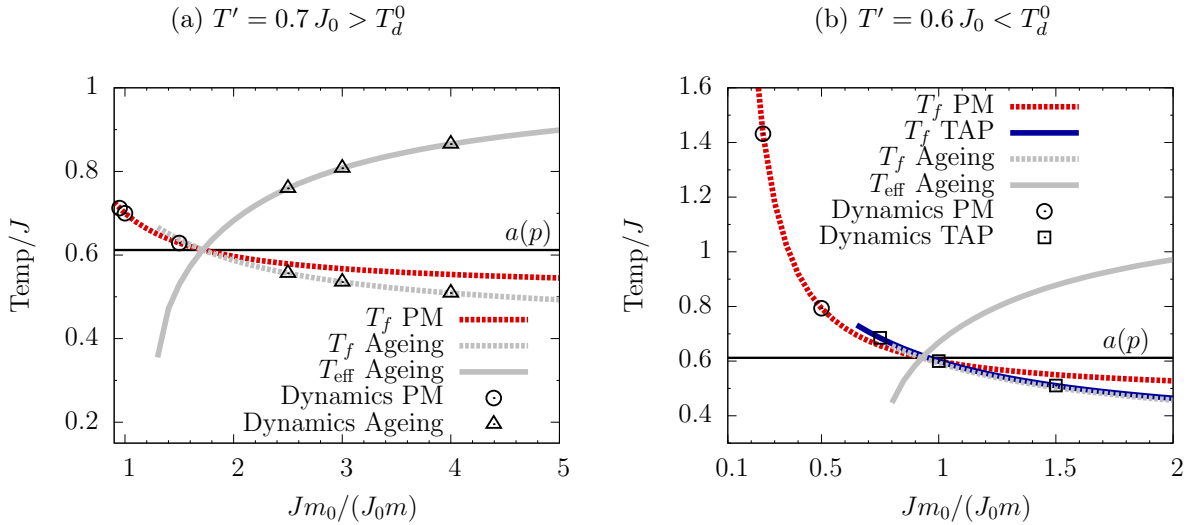 (a) T′ = 0.7 J₀ > T_d^0
1
0.8
0.6
0.4
0.2
Temp/J
a(p)
T_f PM
T_f Ageing
T_eff Ageing
Dynamics PM
Dynamics Ageing
1
2
3
4
5
Jm₀/(J₀m)
(b) T′ = 0.6 J₀ < T_d^0
1.6
1.4
1.2
1
0.8
0.6
0.4
Temp/J
T_f PM
T_f TAP
T_f Ageing
T_eff Ageing
Dynamics PM
Dynamics TAP
a(p)
0.1
0.5
1
1.5
2
Jm₀/(J₀m)